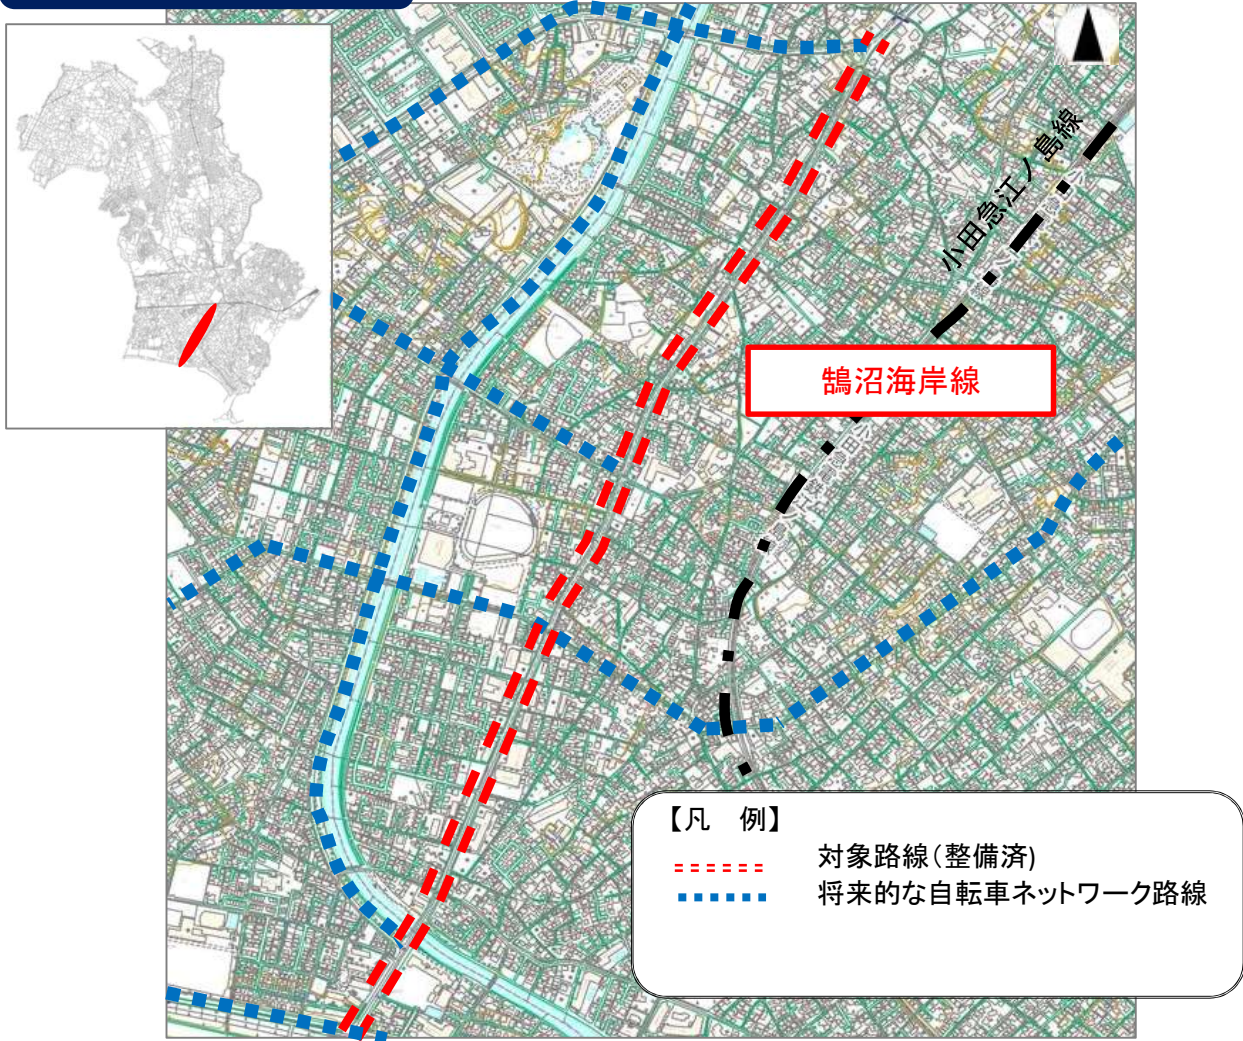 小田急江ノ島線
鵠沼海岸線
【凡　例】
対象路線（整備済)
将来的な自転車ネットワーク路線